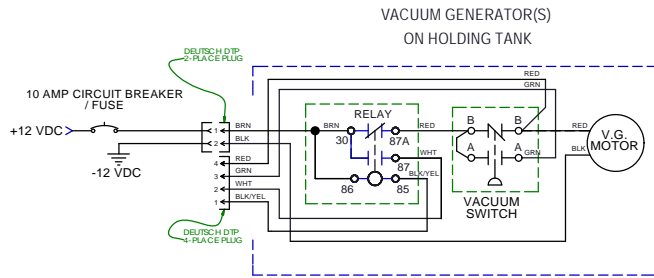 VACUUM GENERATOR(S)
ON HOLDING TANK
DEUTSCH DTP
2-PLACE PLUG
10 AMP CIRCUIT BREAKER
/ FUSE
+12 VDC
-12 VDC
1
2
BRN
BLK
4
3
2
1
RED
GRN
WHT
BLK/YEL
DEUTSCH DTP
4-PLACE PLUG
RELAY
BRN
30
87A
87
86
85
RED
WHT
BLK/YEL
RED
GRN
B
B
A
A
VACUUM
SWITCH
RED
GRN
BLK
V.G.
MOTOR